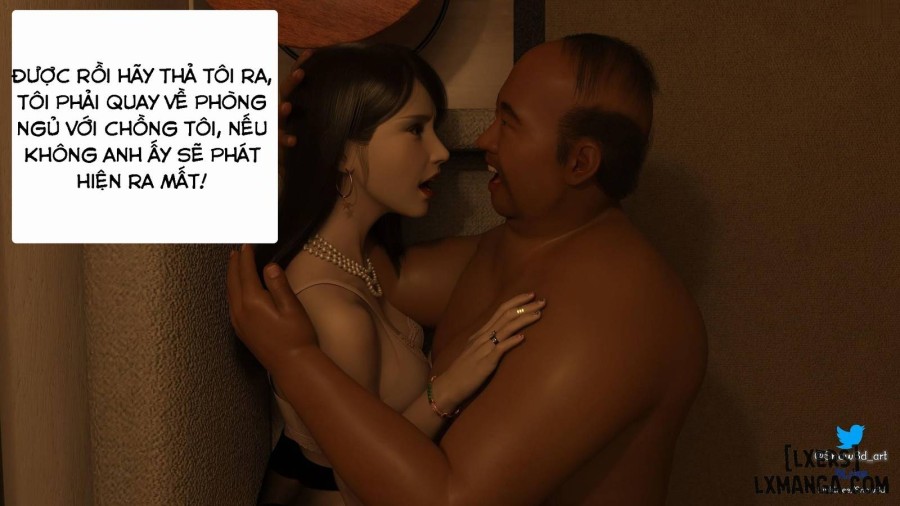 ĐƯỢC RỒI HÃY THẢ TÔI RA,
TÔI PHẢI QUAY VỀ PHÒNG
NGỦ VỚI CHỒNG TÔI, NẾU
KHÔNG ANH ẤY SẼ PHÁT
HIỆN RA MẤT!
[LXERS]
LXMANGA.COM